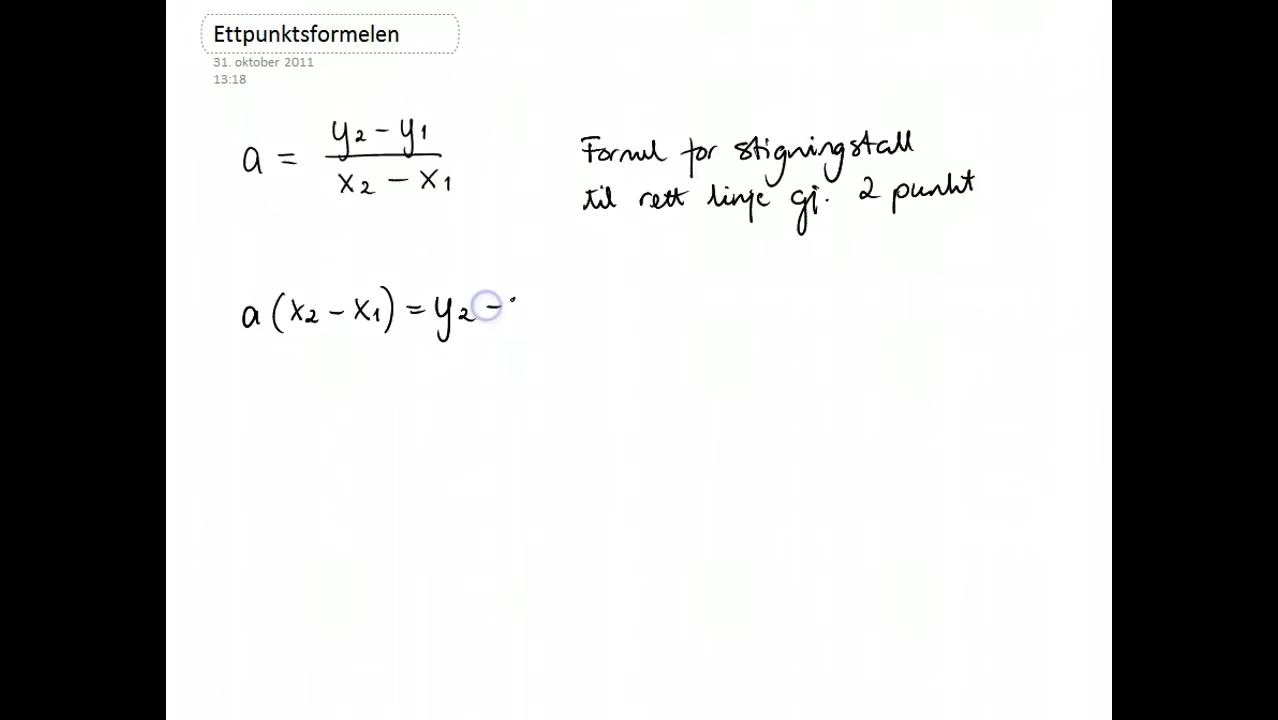 Ettpunktsformelen
31. oktober 2011
13:18
a = (y₂ - y₁) / (x₂ - x₁)
Formel for stigningstall
til rett linje gj. 2 punkt
a (x₂ - x₁) = y₂ -